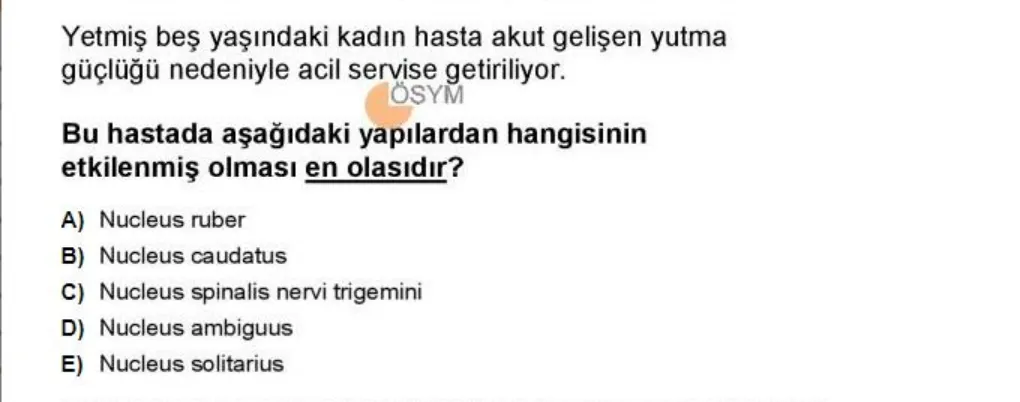 Yetmiş beş yaşındaki kadın hasta akut gelişen yutma
güçlüğü nedeniyle acil servise getiriliyor.
ÖSYM
Bu hastada aşağıdaki yapılardan hangisinin
etkilenmiş olması en olasıdır?
A) Nucleus ruber
B) Nucleus caudatus
C) Nucleus spinalis nervi trigemini
D) Nucleus ambiguus
E) Nucleus solitarius